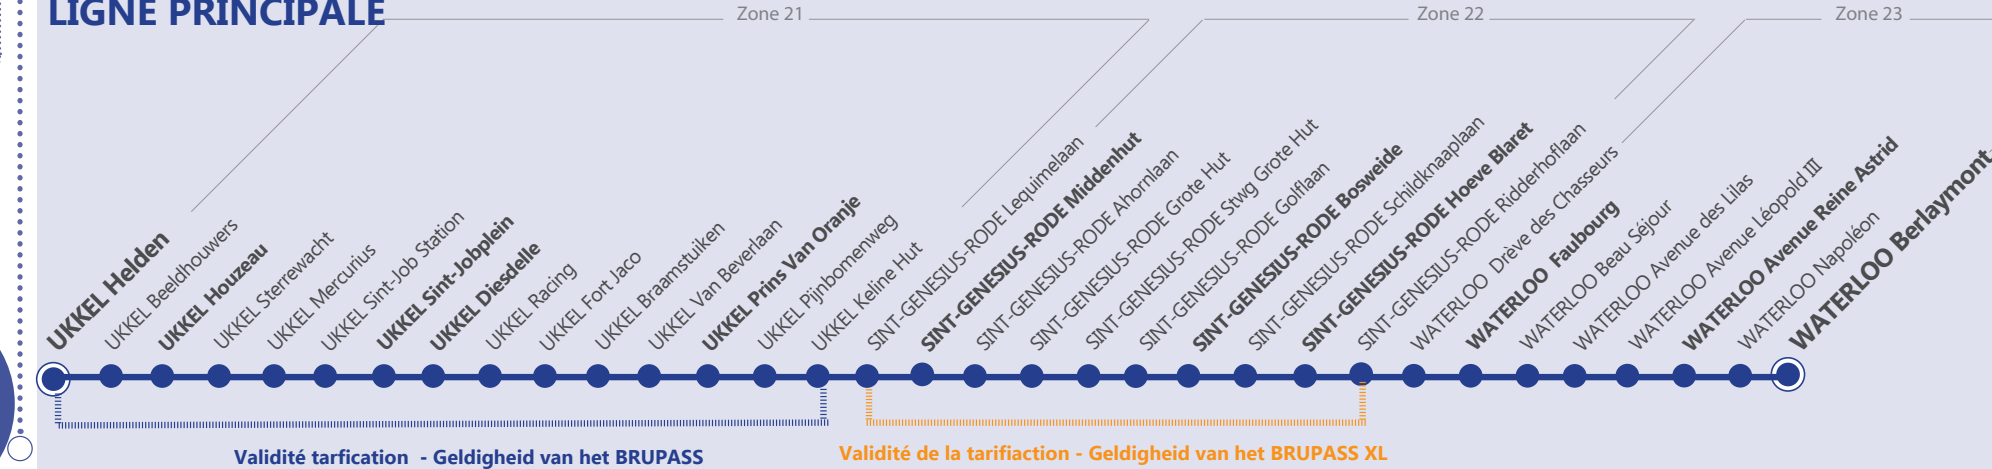 LIGNE PRINCIPALE
Zone 21
Zone 22
Zone 23
UKKEL Helden
UKKEL Beeldhouwers
UKKEL Houzeau
UKKEL Sterrewacht
UKKEL Mercurius
UKKEL Sint-Job Station
UKKEL Sint-Jobplein
UKKEL Diesdelle
UKKEL Racing
UKKEL Fort Jaco
UKKEL Braamstuiken
UKKEL Van Beverlaan
UKKEL Prins Van Oranje
UKKEL Pijnbomenweg
UKKEL Keline Hut
SINT-GENESIUS-RODE Lequimelaan
SINT-GENESIUS-RODE Middenhut
SINT-GENESIUS-RODE Ahornlaan
SINT-GENESIUS-RODE Grote Hut
SINT-GENESIUS-RODE Stwg Grote Hut
SINT-GENESIUS-RODE Golflaan
SINT-GENESIUS-RODE Bosweide
SINT-GENESIUS-RODE Schildknaaplaan
SINT-GENESIUS-RODE Hoeve Blaret
SINT-GENESIUS-RODE Ridderhoflaan
WATERLOO Drève des Chasseurs
WATERLOO Faubourg
WATERLOO Beau Séjour
WATERLOO Avenue des Lilas
WATERLOO Avenue Léopold III
WATERLOO Avenue Reine Astrid
WATERLOO Napoléon
WATERLOO Berlaymont
Validité tarfication - Geldigheid van het BRUPASS
Validité de la tarifiaction - Geldigheid van het BRUPASS XL